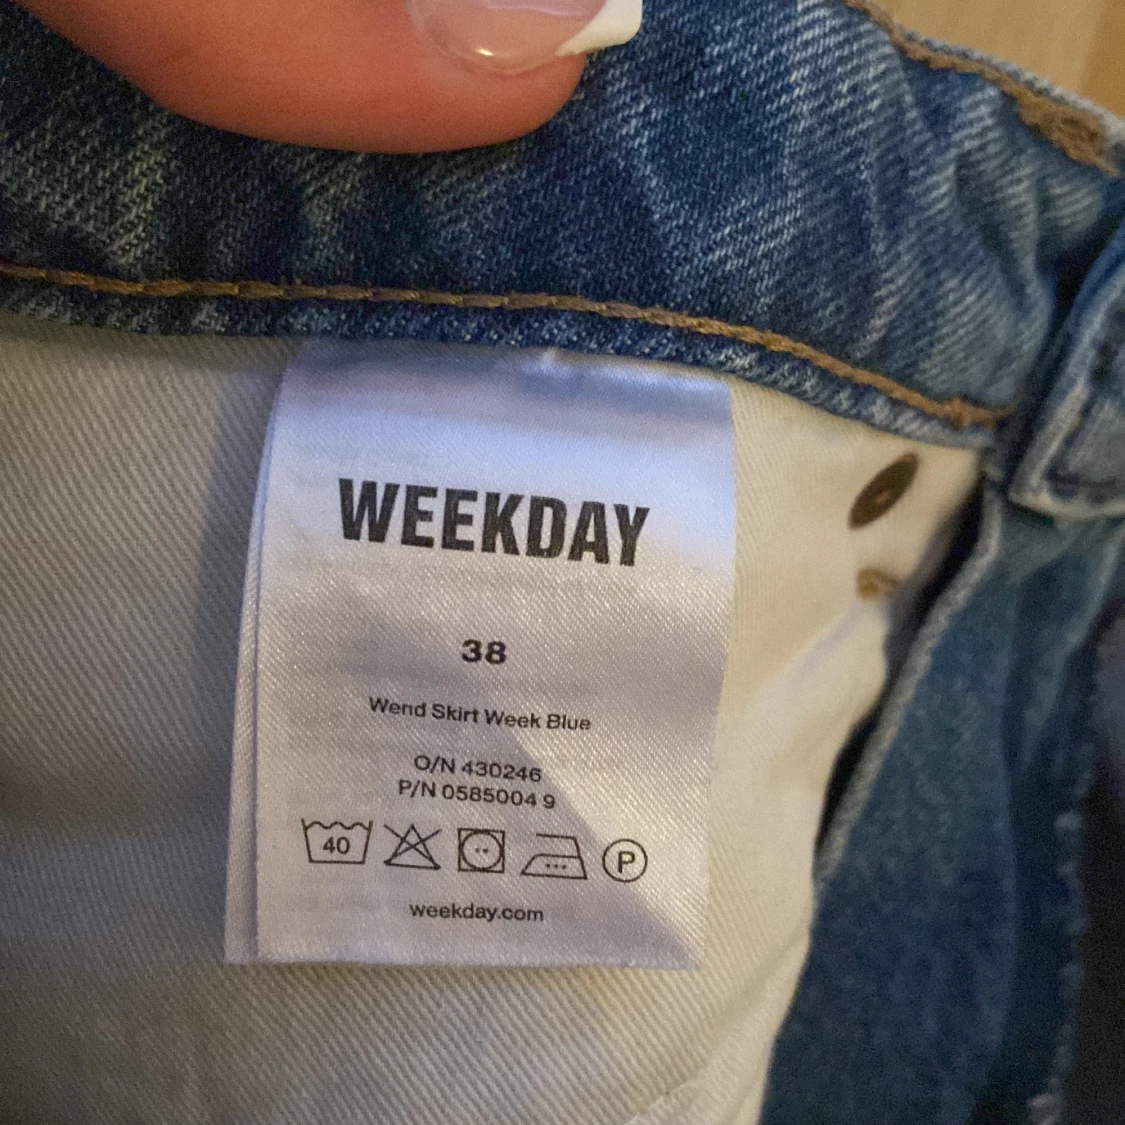 WEEKDAY
38
Wend Skirt Week Blue
O/N 430246
P/N 0585004 9
40 P
weekday.com